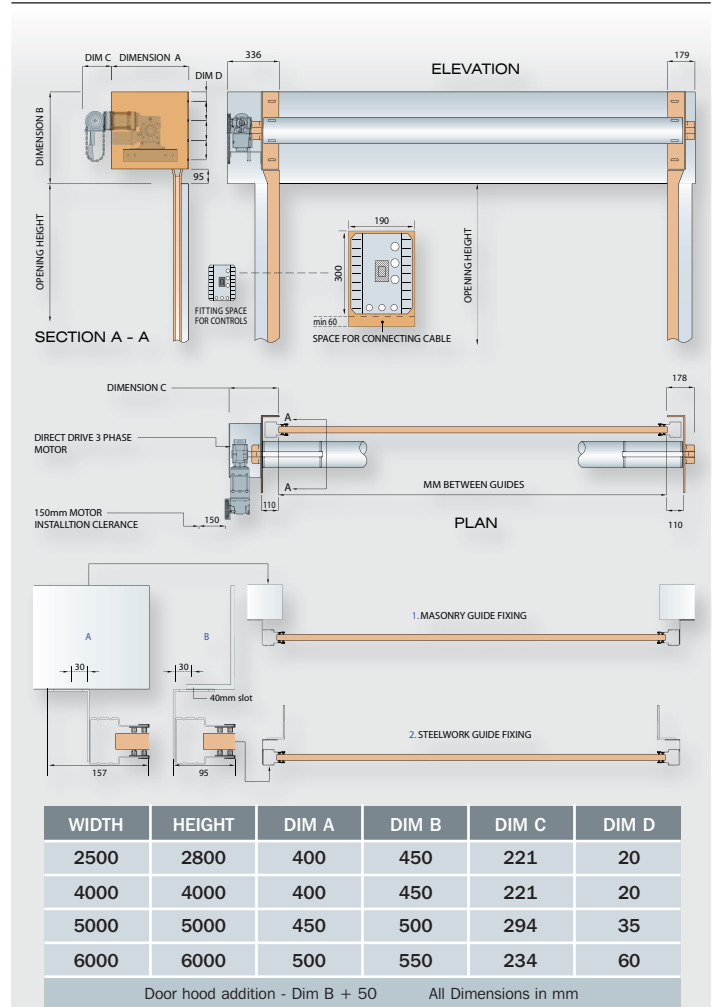 DIM C DIMENSION A
DIM D
336
ELEVATION
179
DIMENSION B
95
OPENING HEIGHT
OPENING HEIGHT
190
300
min 60
SPACE FOR CONNECTING CABLE
FITTING SPACE
FOR CONTROLS
SECTION A - A
DIMENSION C
178
A
DIRECT DRIVE 3 PHASE
MOTOR
A
MM BETWEEN GUIDES
150mm MOTOR
INSTALLTION CLERANCE
150
110
PLAN
110
A
B
1. MASONRY GUIDE FIXING
30
30
40mm slot
2. STEELWORK GUIDE FIXING
157
95
WIDTH HEIGHT DIM A DIM B DIM C DIM D
2500 2800 400 450 221 20
4000 4000 400 450 221 20
5000 5000 450 500 294 35
6000 6000 500 550 234 60
Door hood addition - Dim B + 50 All Dimensions in mm